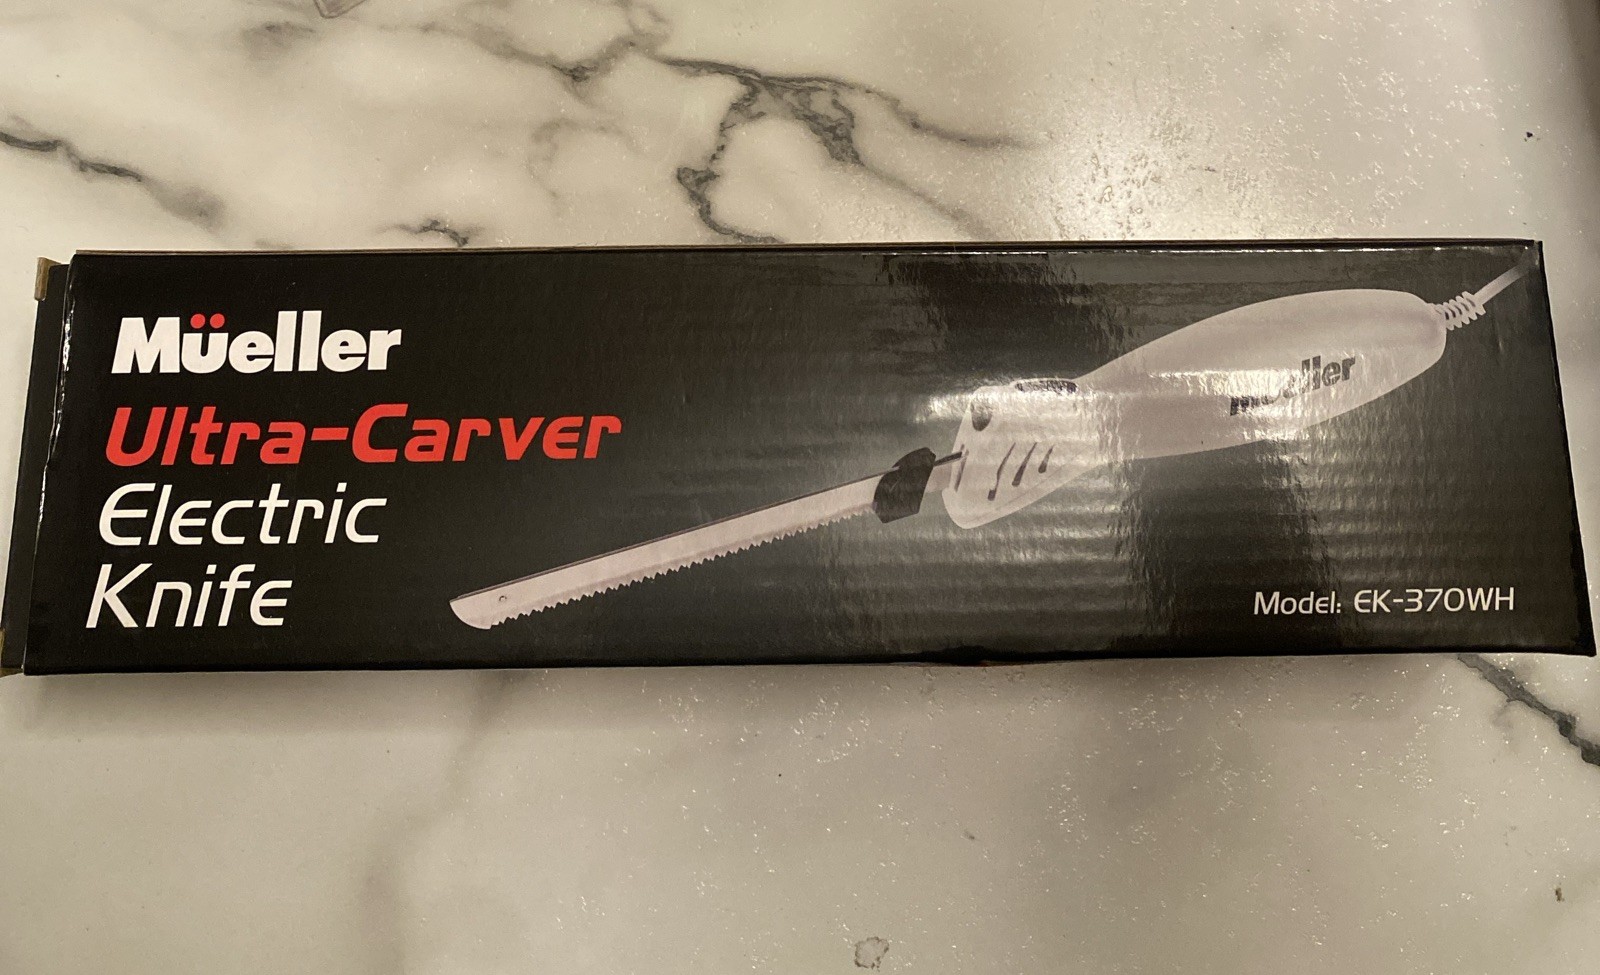 Müeller
Ultra-Carver
Electric
Knife
Mueller
Model: EK-370WH